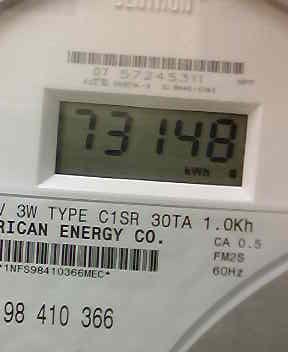 CENTRON
07 57245311
73148
kWh
V 3W TYPE C1SR 30TA 1.0Kh
RICAN ENERGY CO.
CA 0.5
FM2S
60Hz
*1NFS98410366MEC*
98 410 366